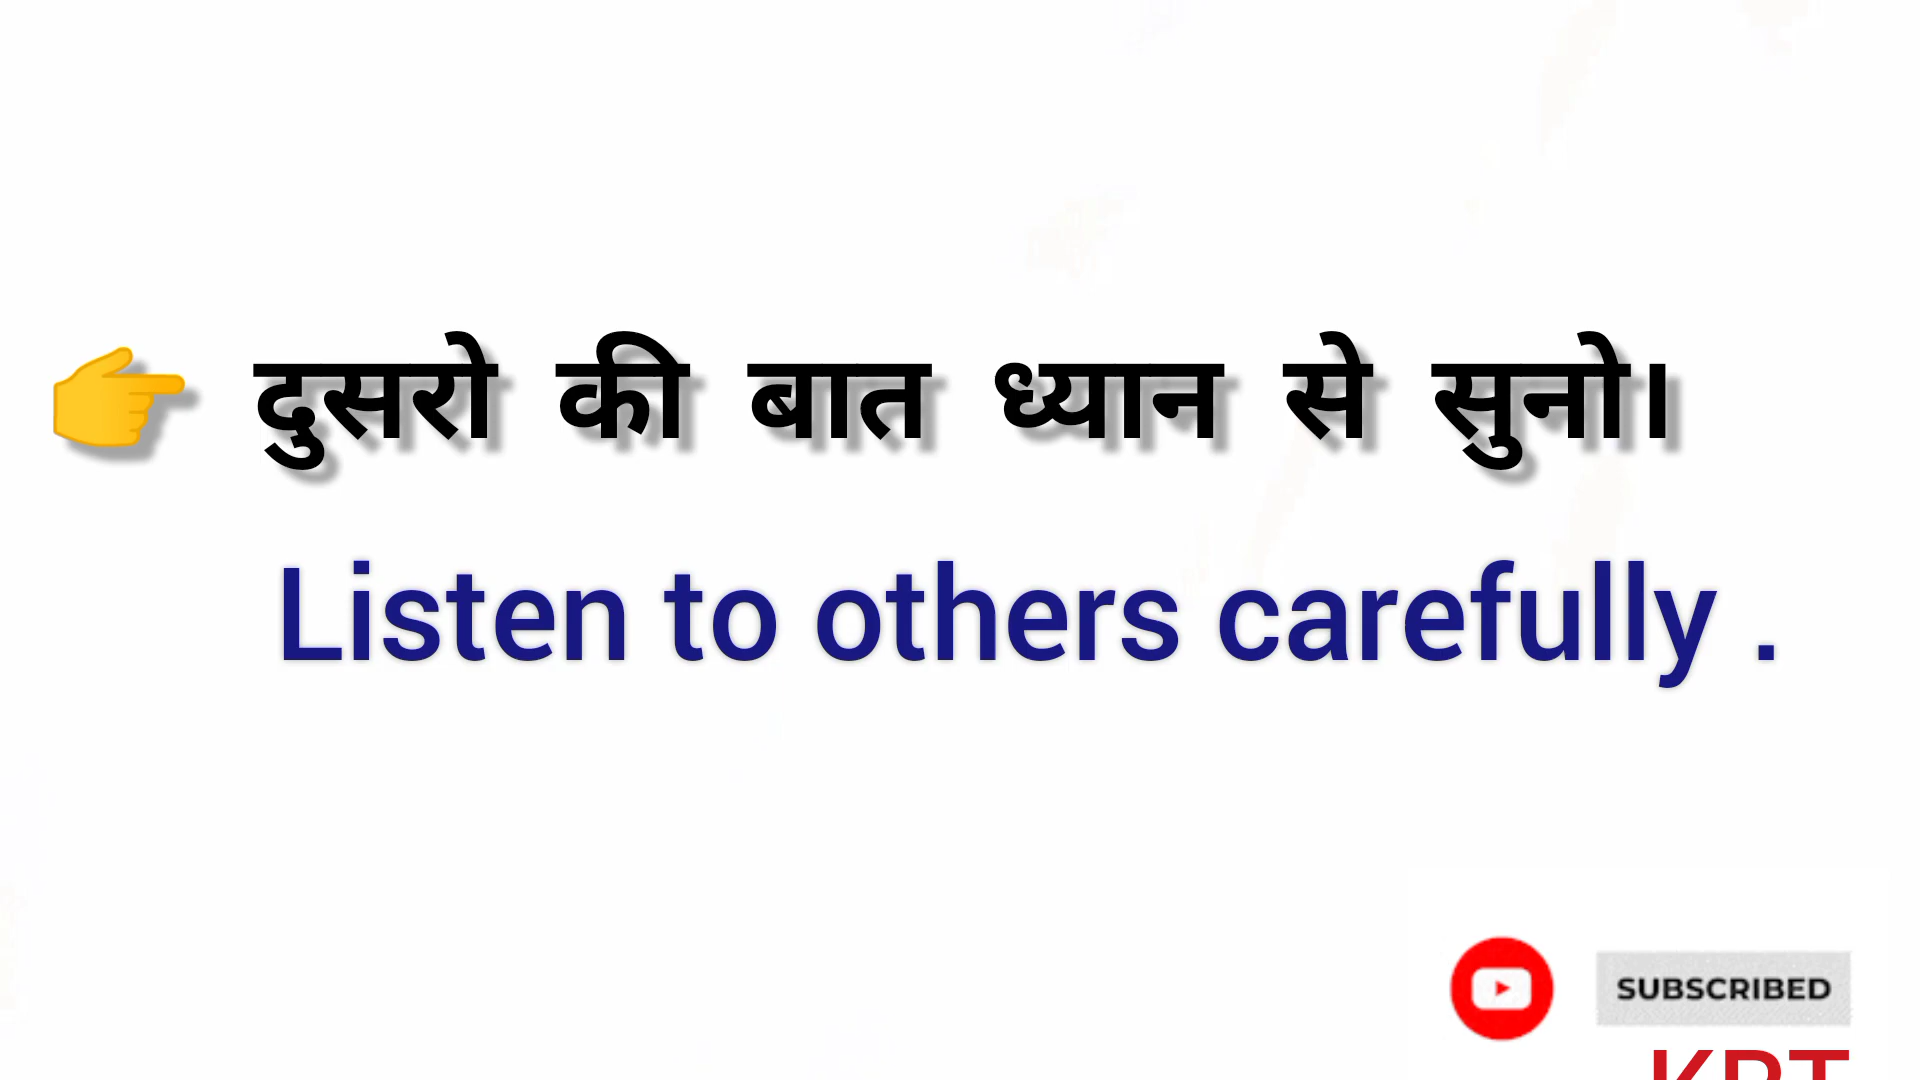 👉 दुसरो की बात ध्यान से सुनो।
Listen to others carefully .
SUBSCRIBED